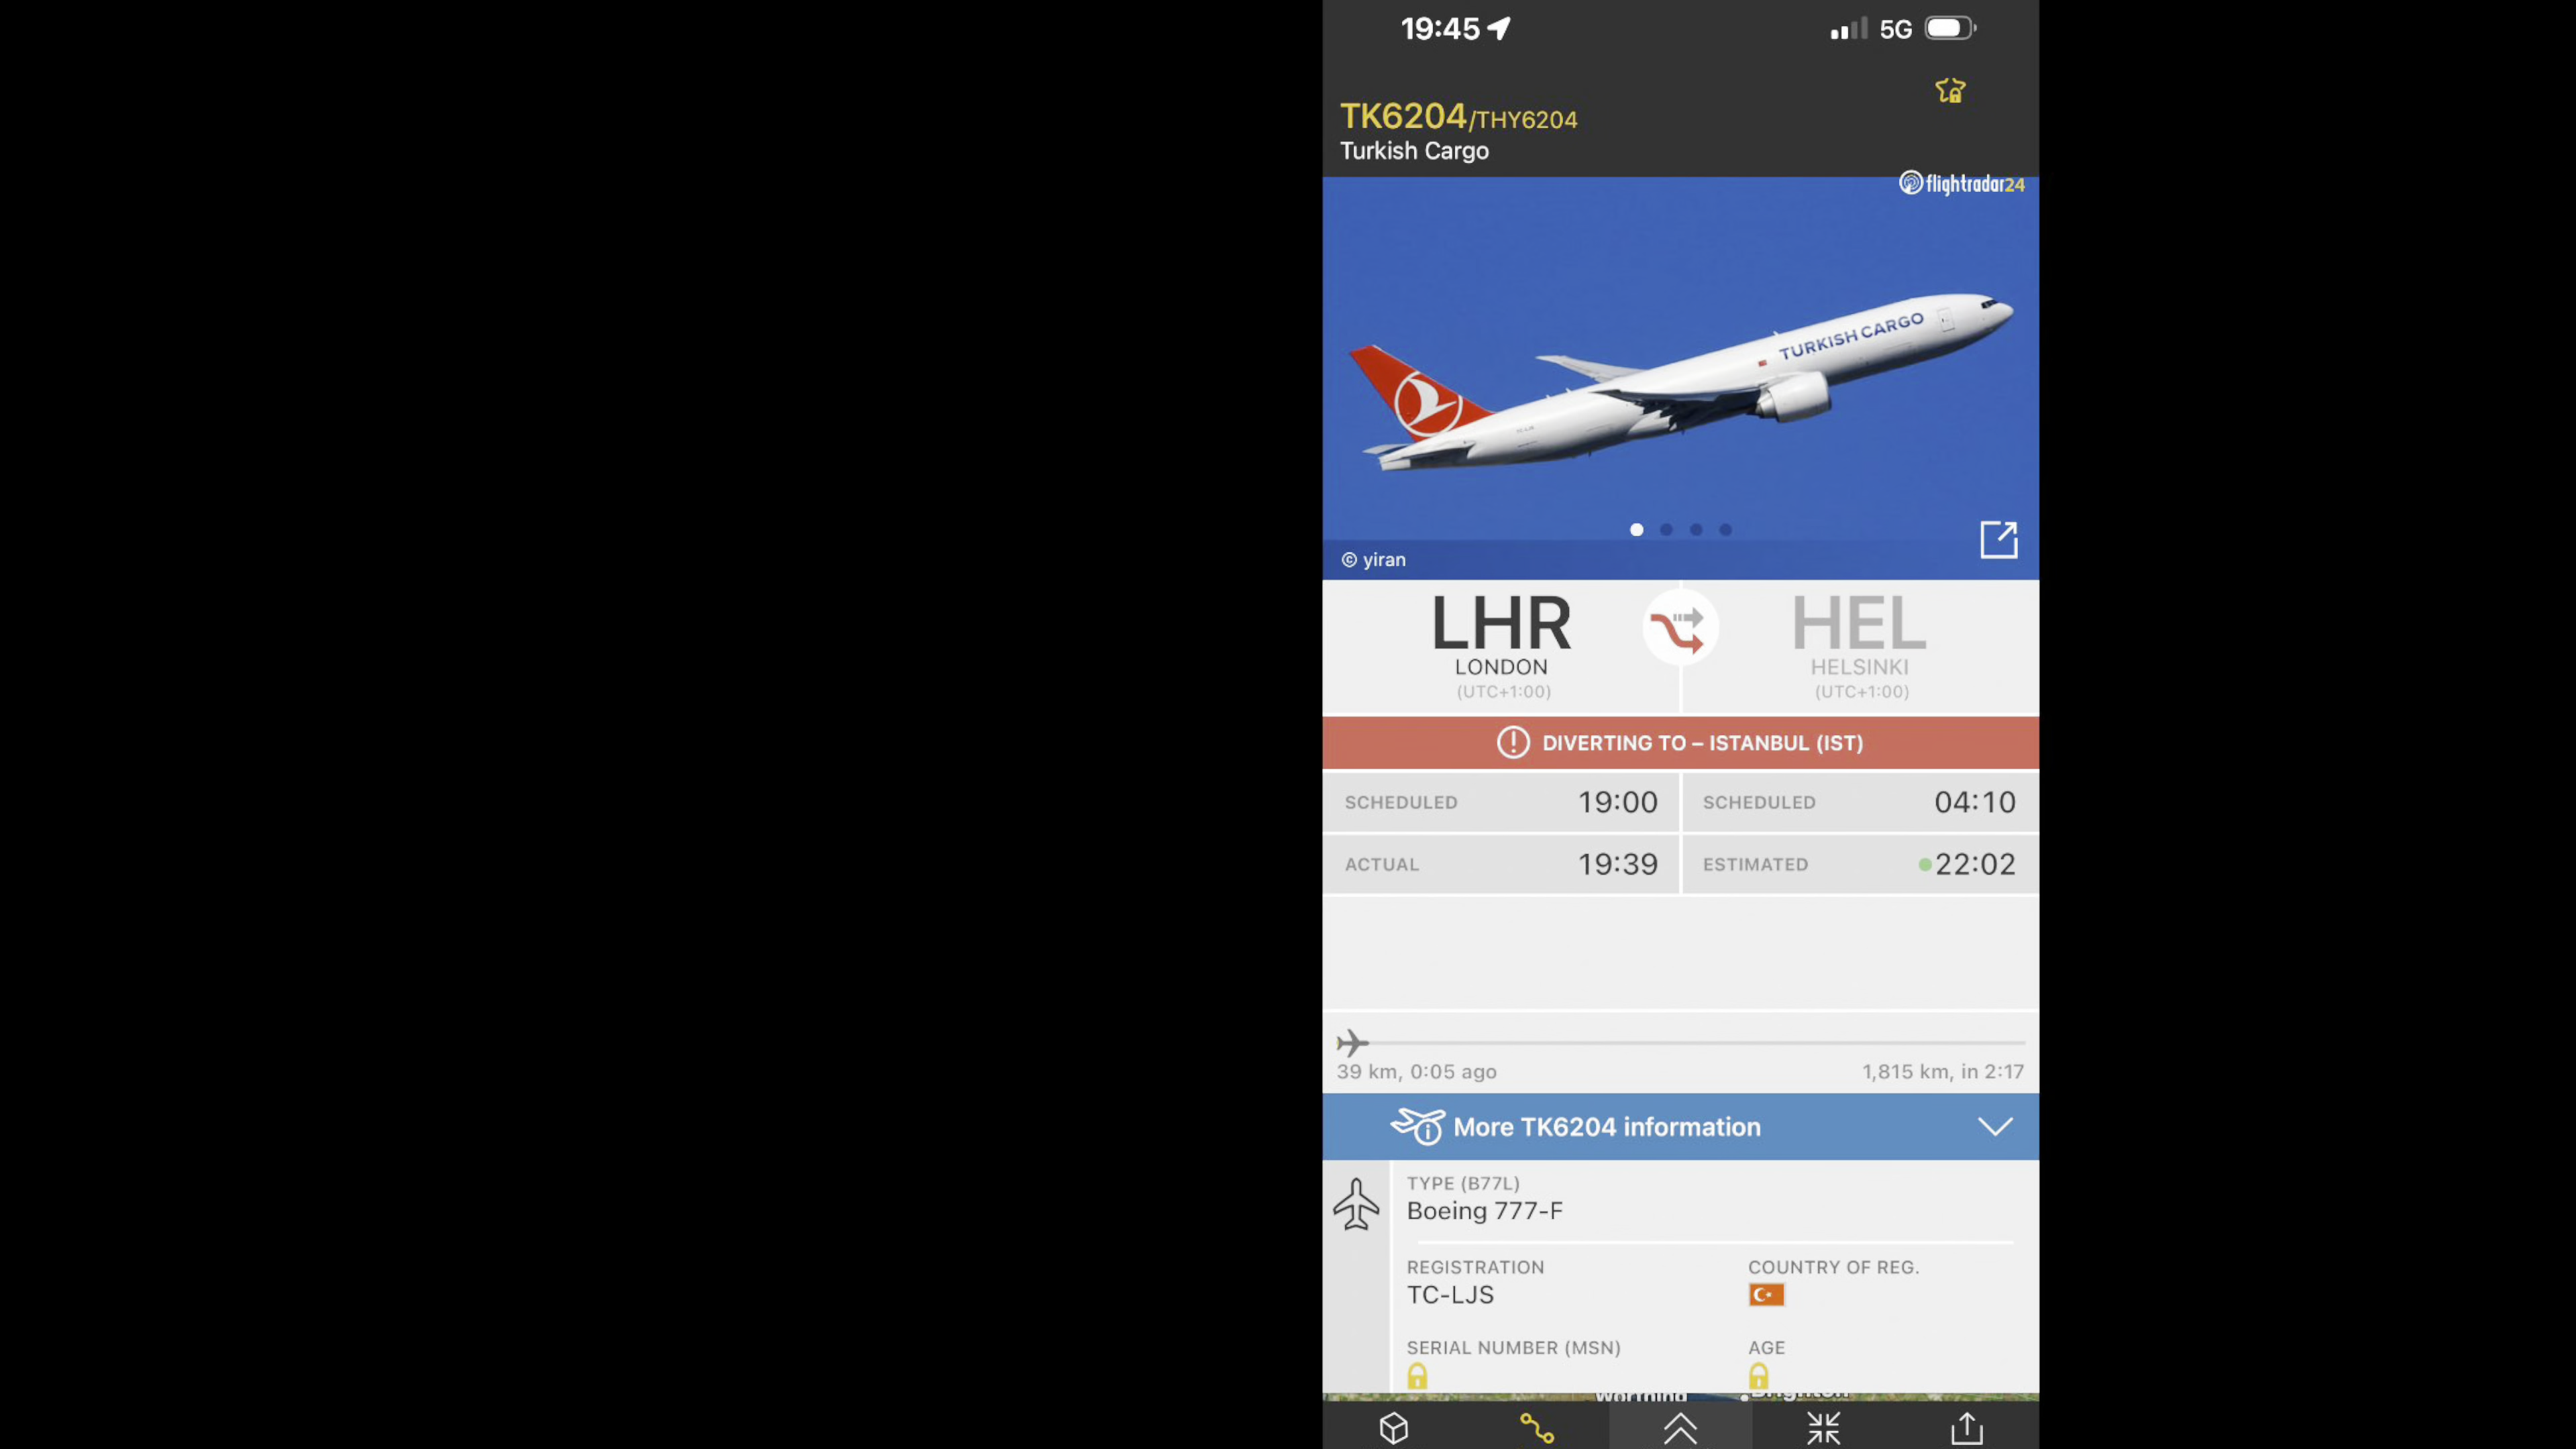 19:45
5G
TK6204/THY6204
Turkish Cargo
flightradar24
TURKISH CARGO
© yiran
LHR
LONDON
(UTC+1:00)
HEL
HELSINKI
(UTC+1:00)
DIVERTING TO – ISTANBUL (IST)
SCHEDULED 19:00
SCHEDULED 04:10
ACTUAL 19:39
ESTIMATED 22:02
39 km, 0:05 ago
1,815 km, in 2:17
More TK6204 information
TYPE (B77L)
Boeing 777-F
REGISTRATION
TC-LJS
COUNTRY OF REG.
SERIAL NUMBER (MSN)
AGE
Worthing
Brighton